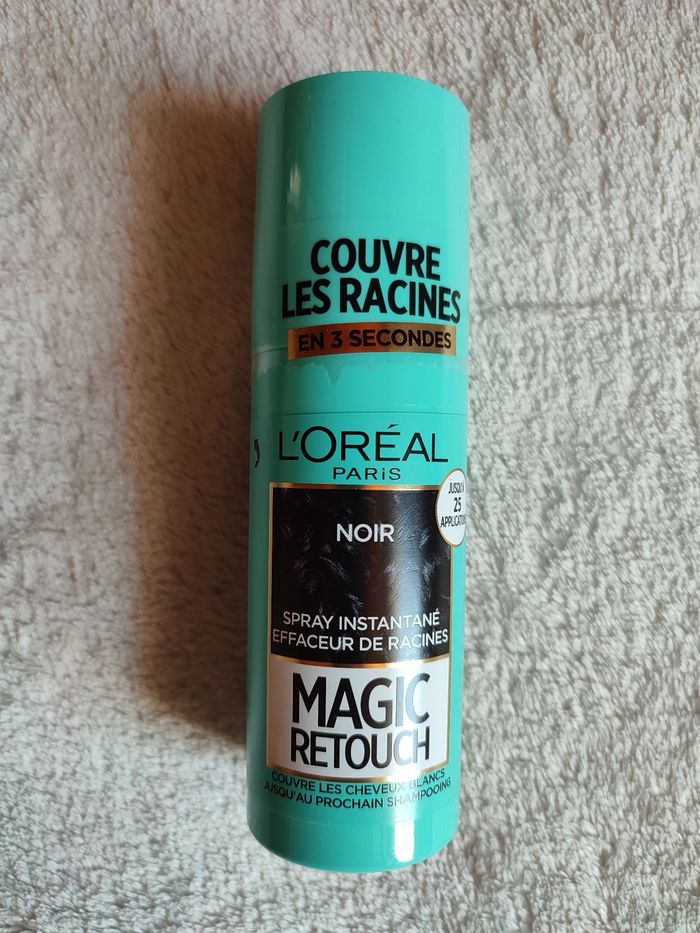 COUVRE
LES RACINES
EN 3 SECONDES
L'ORÉAL
PARiS
JUSQU'À
25
NOIR
SPRAY INSTANTANÉ
EFFACEUR DE RACINES
MAGIC
RETOUCH
COUVRE LES CHEVEUX BLANCS
JUSQU'AU PROCHAIN SHAMPOOING